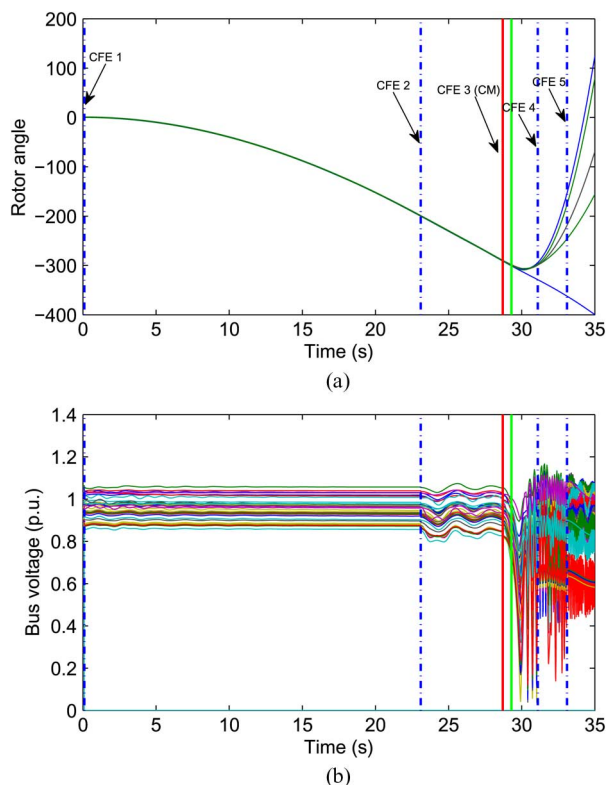 200
100
0
−100
−200
−300
−400
Rotor angle
CFE 1
CFE 2
CFE 3 (CM)
CFE 4
CFE 5
0 5 10 15 20 25 30 35
Time (s)
(a)
1.4
1.2
1
0.8
0.6
0.4
0.2
0
Bus voltage (p.u.)
0 5 10 15 20 25 30 35
Time (s)
(b)